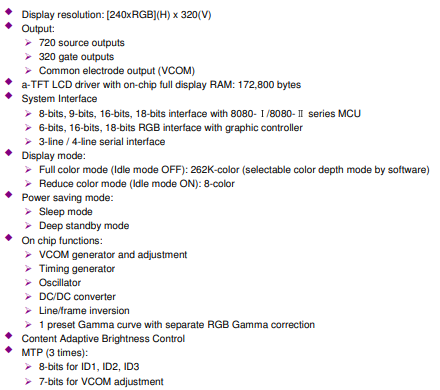 ◆ Display resolution: [240xRGB](H) x 320(V)
◆ Output:
➢ 720 source outputs
➢ 320 gate outputs
➢ Common electrode output (VCOM)
◆ a-TFT LCD driver with on-chip full display RAM: 172,800 bytes
◆ System Interface
➢ 8-bits, 9-bits, 16-bits, 18-bits interface with 8080-Ⅰ/8080-Ⅱ series MCU
➢ 6-bits, 16-bits, 18-bits RGB interface with graphic controller
➢ 3-line / 4-line serial interface
◆ Display mode:
➢ Full color mode (Idle mode OFF): 262K-color (selectable color depth mode by software)
➢ Reduce color mode (Idle mode ON): 8-color
◆ Power saving mode:
➢ Sleep mode
➢ Deep standby mode
◆ On chip functions:
➢ VCOM generator and adjustment
➢ Timing generator
➢ Oscillator
➢ DC/DC converter
➢ Line/frame inversion
➢ 1 preset Gamma curve with separate RGB Gamma correction
◆ Content Adaptive Brightness Control
◆ MTP (3 times):
➢ 8-bits for ID1, ID2, ID3
➢ 7-bits for VCOM adjustment